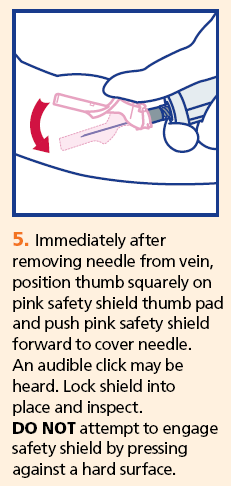 5. Immediately after
removing needle from vein,
position thumb squarely on
pink safety shield thumb pad
and push pink safety shield
forward to cover needle.
An audible click may be
heard. Lock shield into
place and inspect.
DO NOT attempt to engage
safety shield by pressing
against a hard surface.